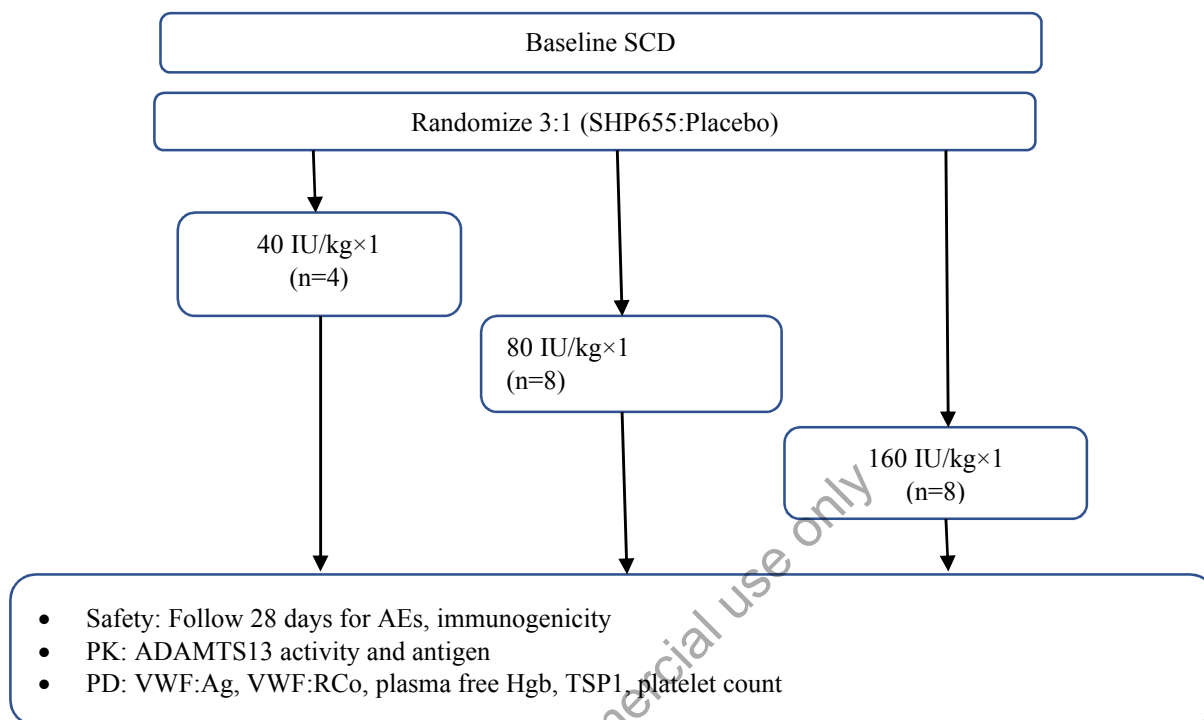 Baseline SCD
Randomize 3:1 (SHP655:Placebo)
40 IU/kg×1
(n=4)
80 IU/kg×1
(n=8)
160 IU/kg×1
(n=8)
• Safety: Follow 28 days for AEs, immunogenicity
• PK: ADAMTS13 activity and antigen
• PD: VWF:Ag, VWF:RCo, plasma free Hgb, TSP1, platelet count
use only